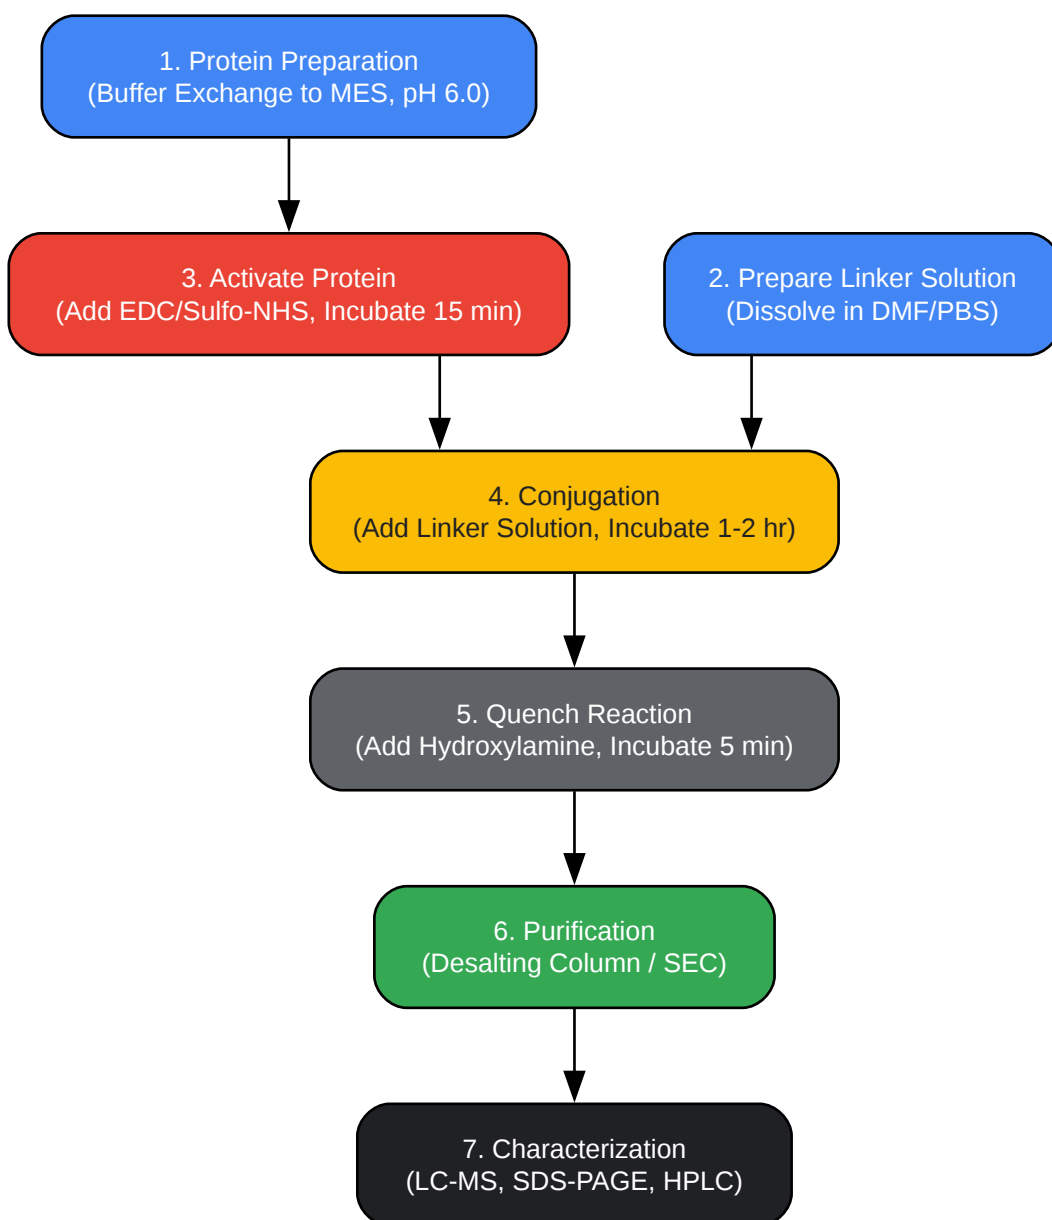 1. Protein Preparation
(Buffer Exchange to MES, pH 6.0)
3. Activate Protein
(Add EDC/Sulfo-NHS, Incubate 15 min)
2. Prepare Linker Solution
(Dissolve in DMF/PBS)
4. Conjugation
(Add Linker Solution, Incubate 1-2 hr)
5. Quench Reaction
(Add Hydroxylamine, Incubate 5 min)
6. Purification
(Desalting Column / SEC)
7. Characterization
(LC-MS, SDS-PAGE, HPLC)